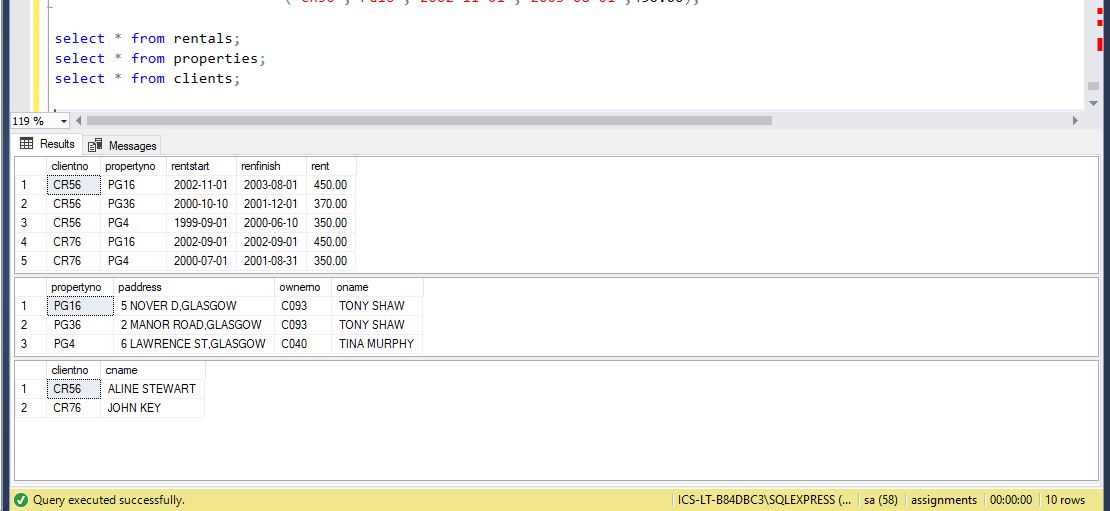 select * from rentals;
select * from properties;
select * from clients;
119 %
Results Messages
clientno propertyno rentstart renfinish rent
1 CR56 PG16 2002-11-01 2003-08-01 450.00
2 CR56 PG36 2000-10-10 2001-12-01 370.00
3 CR56 PG4 1999-09-01 2000-06-10 350.00
4 CR76 PG16 2002-09-01 2002-09-01 450.00
5 CR76 PG4 2000-07-01 2001-08-31 350.00
propertyno paddress ownerno oname
1 PG16 5 NOVER D,GLASGOW C093 TONY SHAW
2 PG36 2 MANOR ROAD,GLASGOW C093 TONY SHAW
3 PG4 6 LAWRENCE ST,GLASGOW C040 TINA MURPHY
clientno cname
1 CR56 ALINE STEWART
2 CR76 JOHN KEY
Query executed successfully. ICS-LT-B84DBC3\SQLEXPRESS (... sa (58) assignments 00:00:00 10 rows